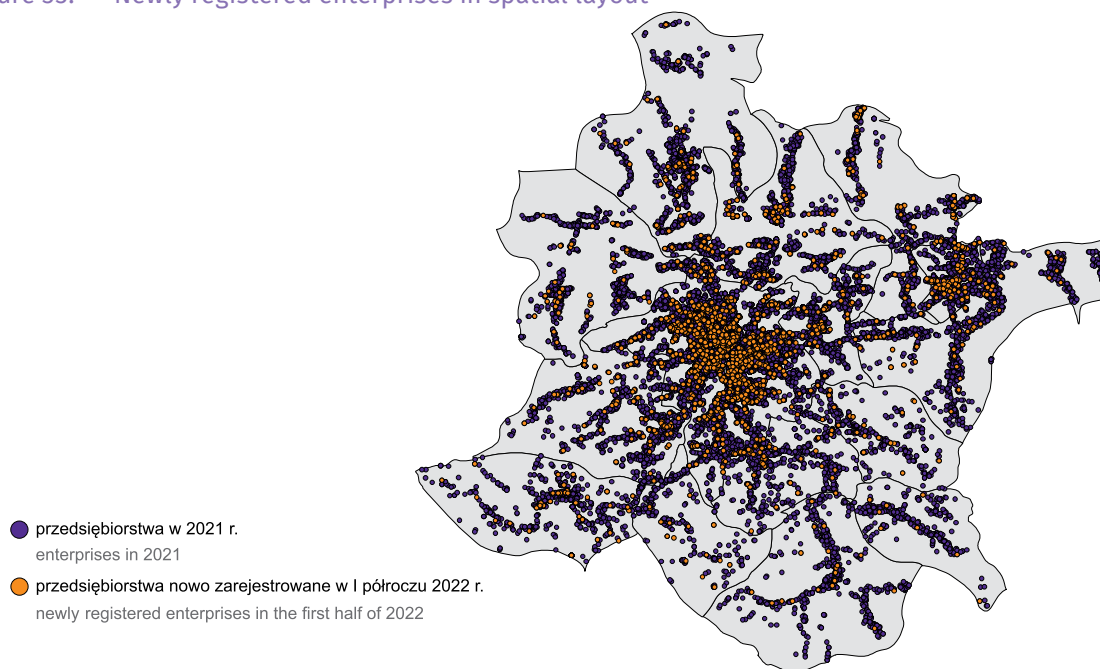 Newly registered enterprises in spatial layout
przedsiębiorstwa w 2021 r.
enterprises in 2021
przedsiębiorstwa nowo zarejestrowane w I półroczu 2022 r.
newly registered enterprises in the first half of 2022